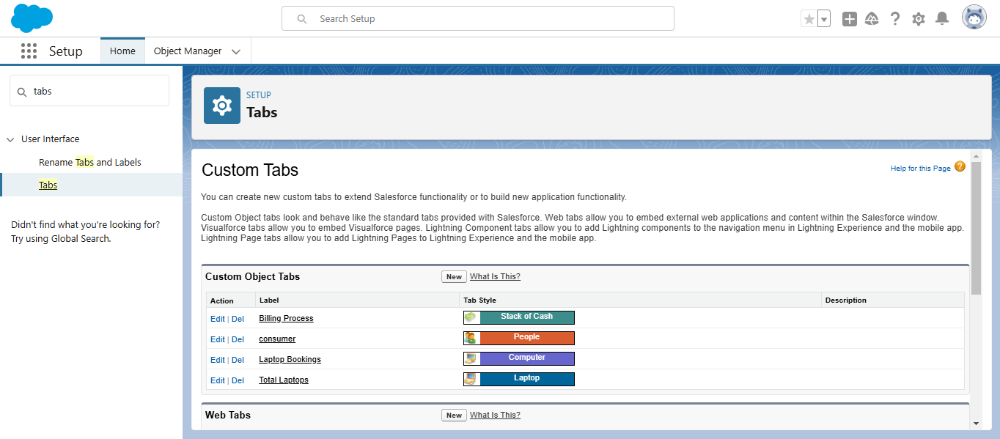 Search Setup
Setup
Home
Object Manager
tabs
User Interface
Rename Tabs and Labels
Tabs
Didn't find what you're looking for?
Try using Global Search.
SETUP
Tabs
Custom Tabs
Help for this Page ?
You can create new custom tabs to extend Salesforce functionality or to build new application functionality.
Custom Object tabs look and behave like the standard tabs provided with Salesforce. Web tabs allow you to embed external web applications and content within the Salesforce window.
Visualforce tabs allow you to embed Visualforce pages. Lightning Component tabs allow you to add Lightning components to the navigation menu in Lightning Experience and the mobile app.
Lightning Page tabs allow you to add Lightning Pages to Lightning Experience and the mobile app.
Custom Object Tabs New What Is This?
Action Label Tab Style Description
Edit | Del Billing Process Stack of Cash
Edit | Del consumer People
Edit | Del Laptop Bookings Computer
Edit | Del Total Laptops Laptop
Web Tabs New What Is This?